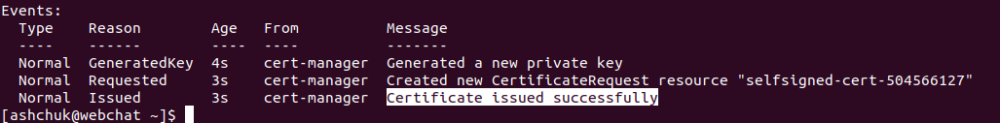 Events:
  Type    Reason        Age   From          Message
  ----    ------        ----  ----          -------
  Normal  GeneratedKey  4s    cert-manager  Generated a new private key
  Normal  Requested     3s    cert-manager  Created new CertificateRequest resource "selfsigned-cert-504566127"
  Normal  Issued        3s    cert-manager  Certificate issued successfully
[ashchuk@webchat ~]$